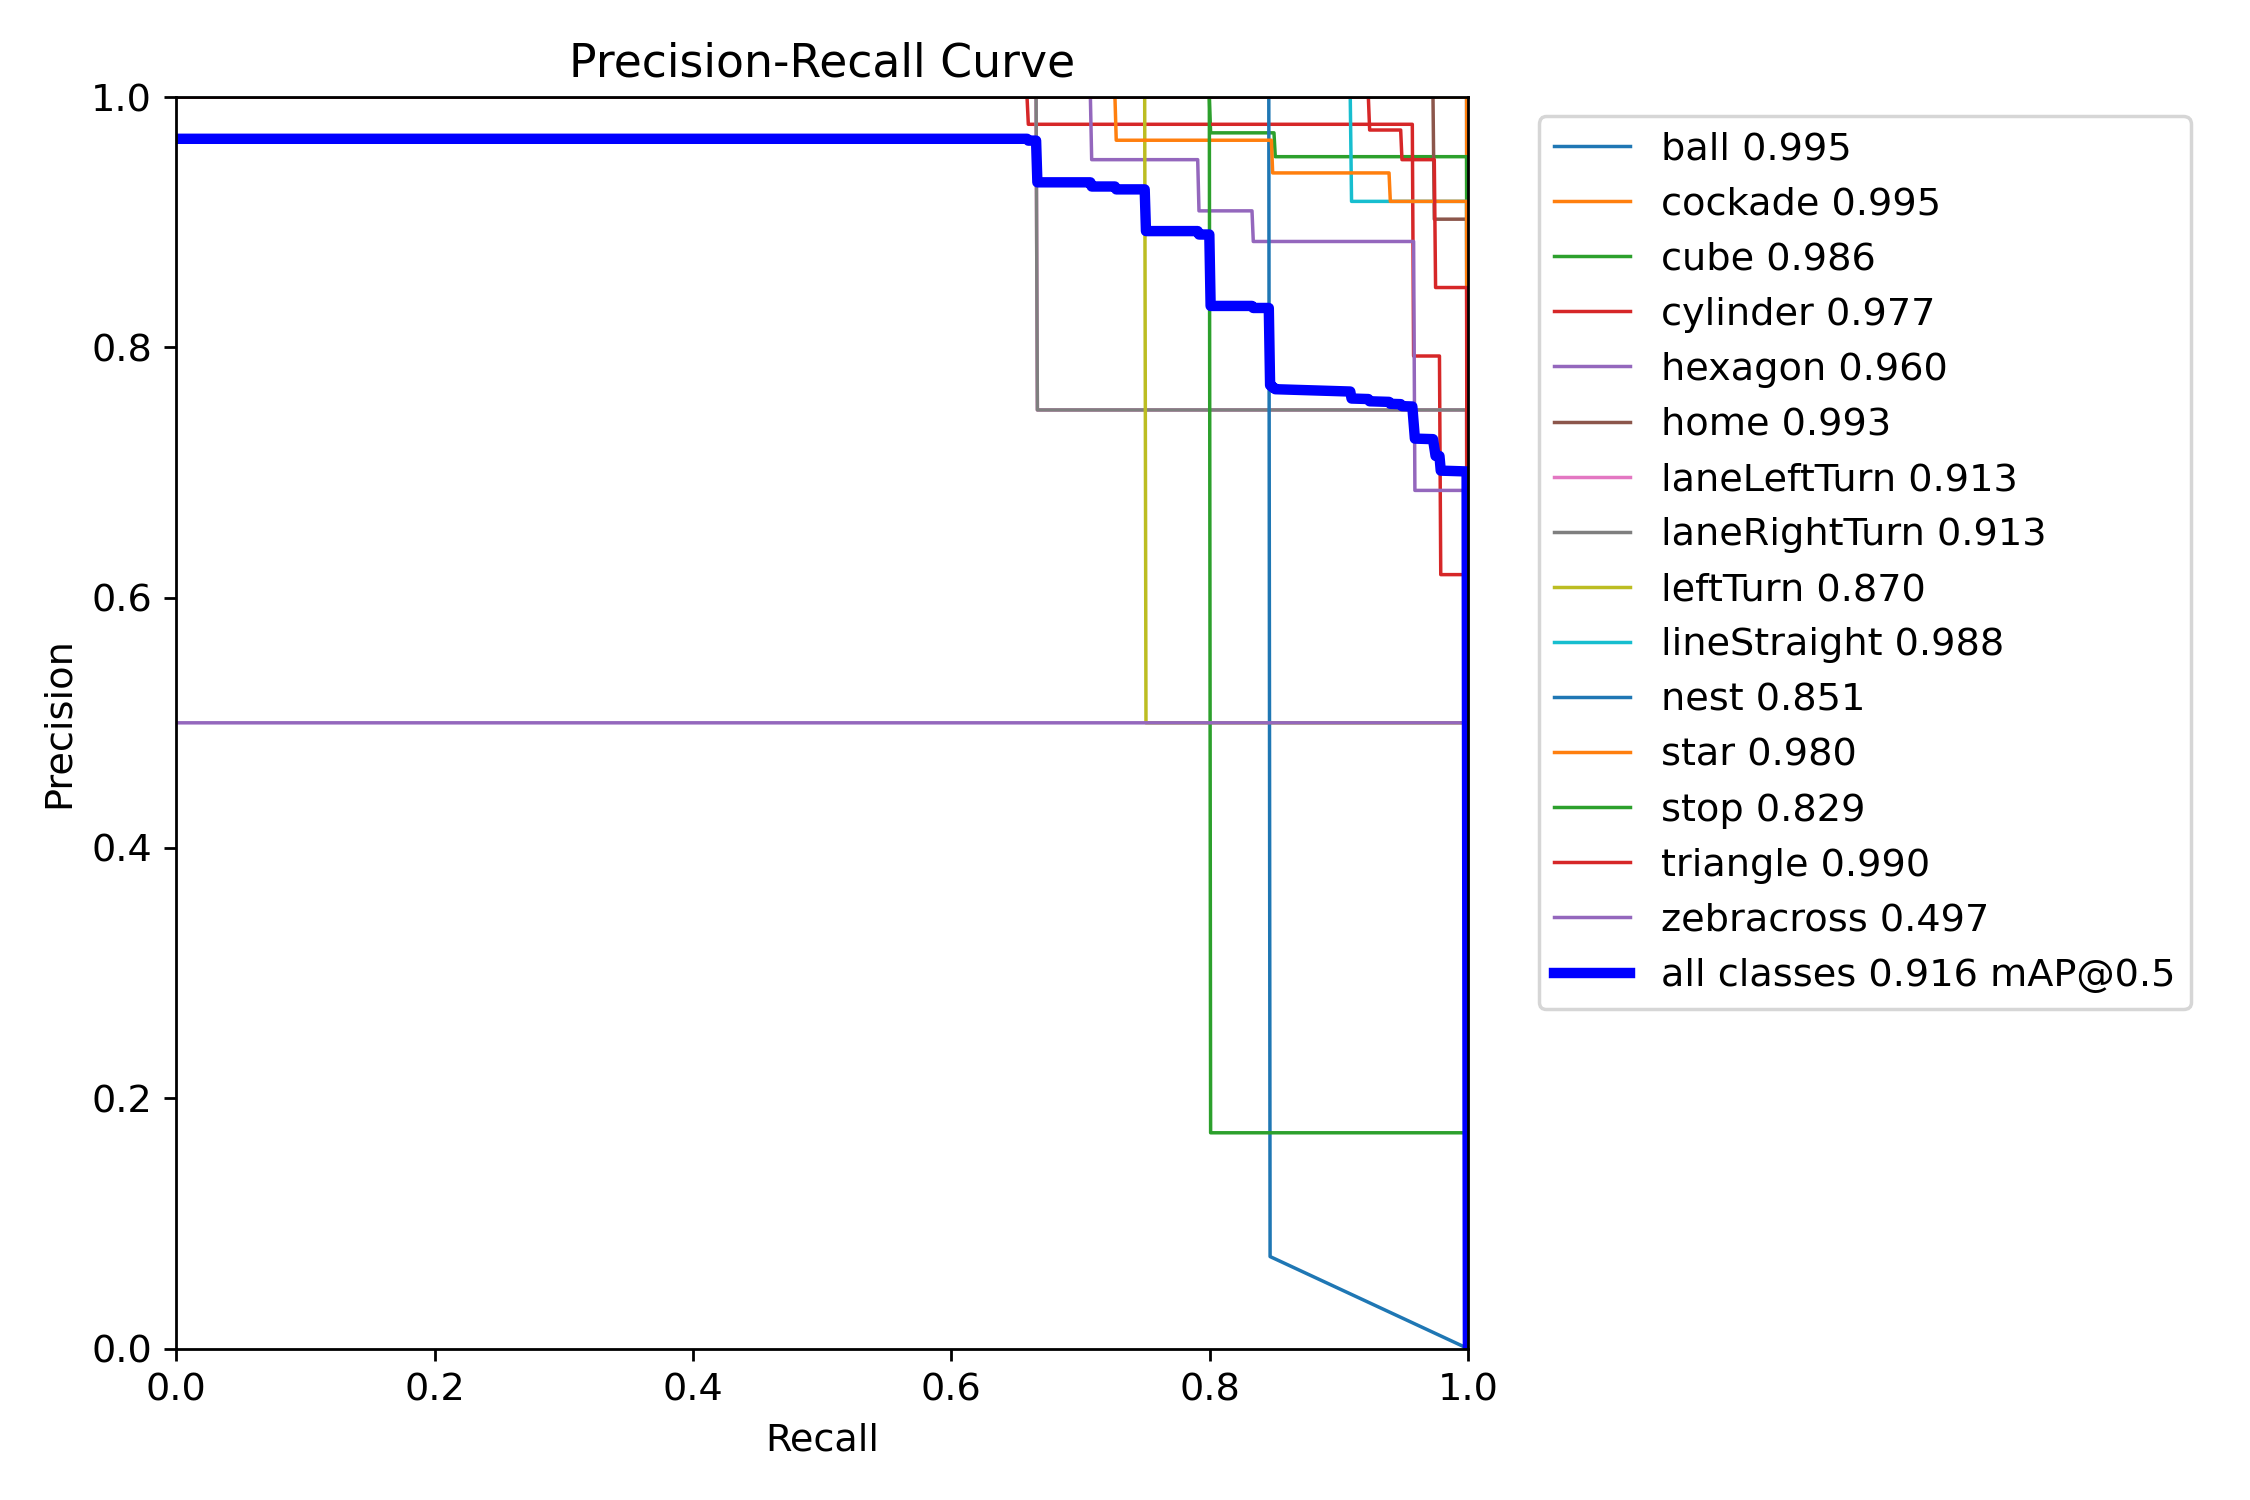 Precision-Recall Curve
1.0
0.8
0.6
0.4
0.2
0.0
Precision
0.0 0.2 0.4 0.6 0.8 1.0
Recall
ball 0.995
cockade 0.995
cube 0.986
cylinder 0.977
hexagon 0.960
home 0.993
laneLeftTurn 0.913
laneRightTurn 0.913
leftTurn 0.870
lineStraight 0.988
nest 0.851
star 0.980
stop 0.829
triangle 0.990
zebracross 0.497
all classes 0.916 mAP@0.5